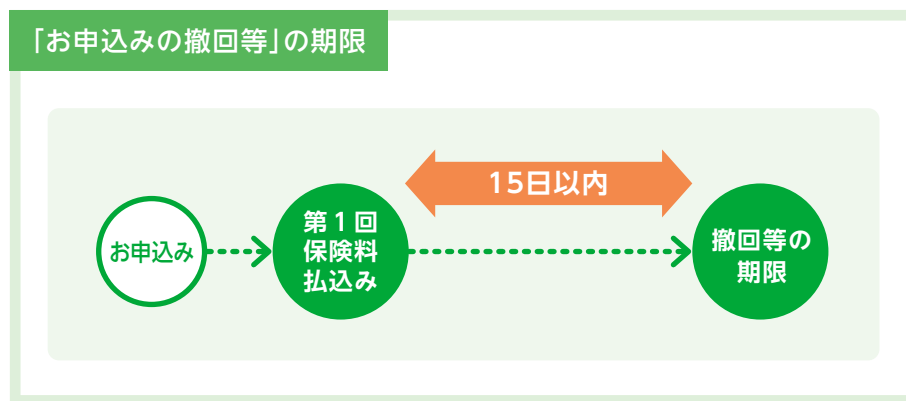 「お申込みの撤回等」の期限
15日以内
お申込み
第1回
保険料
払込み
撤回等の
期限